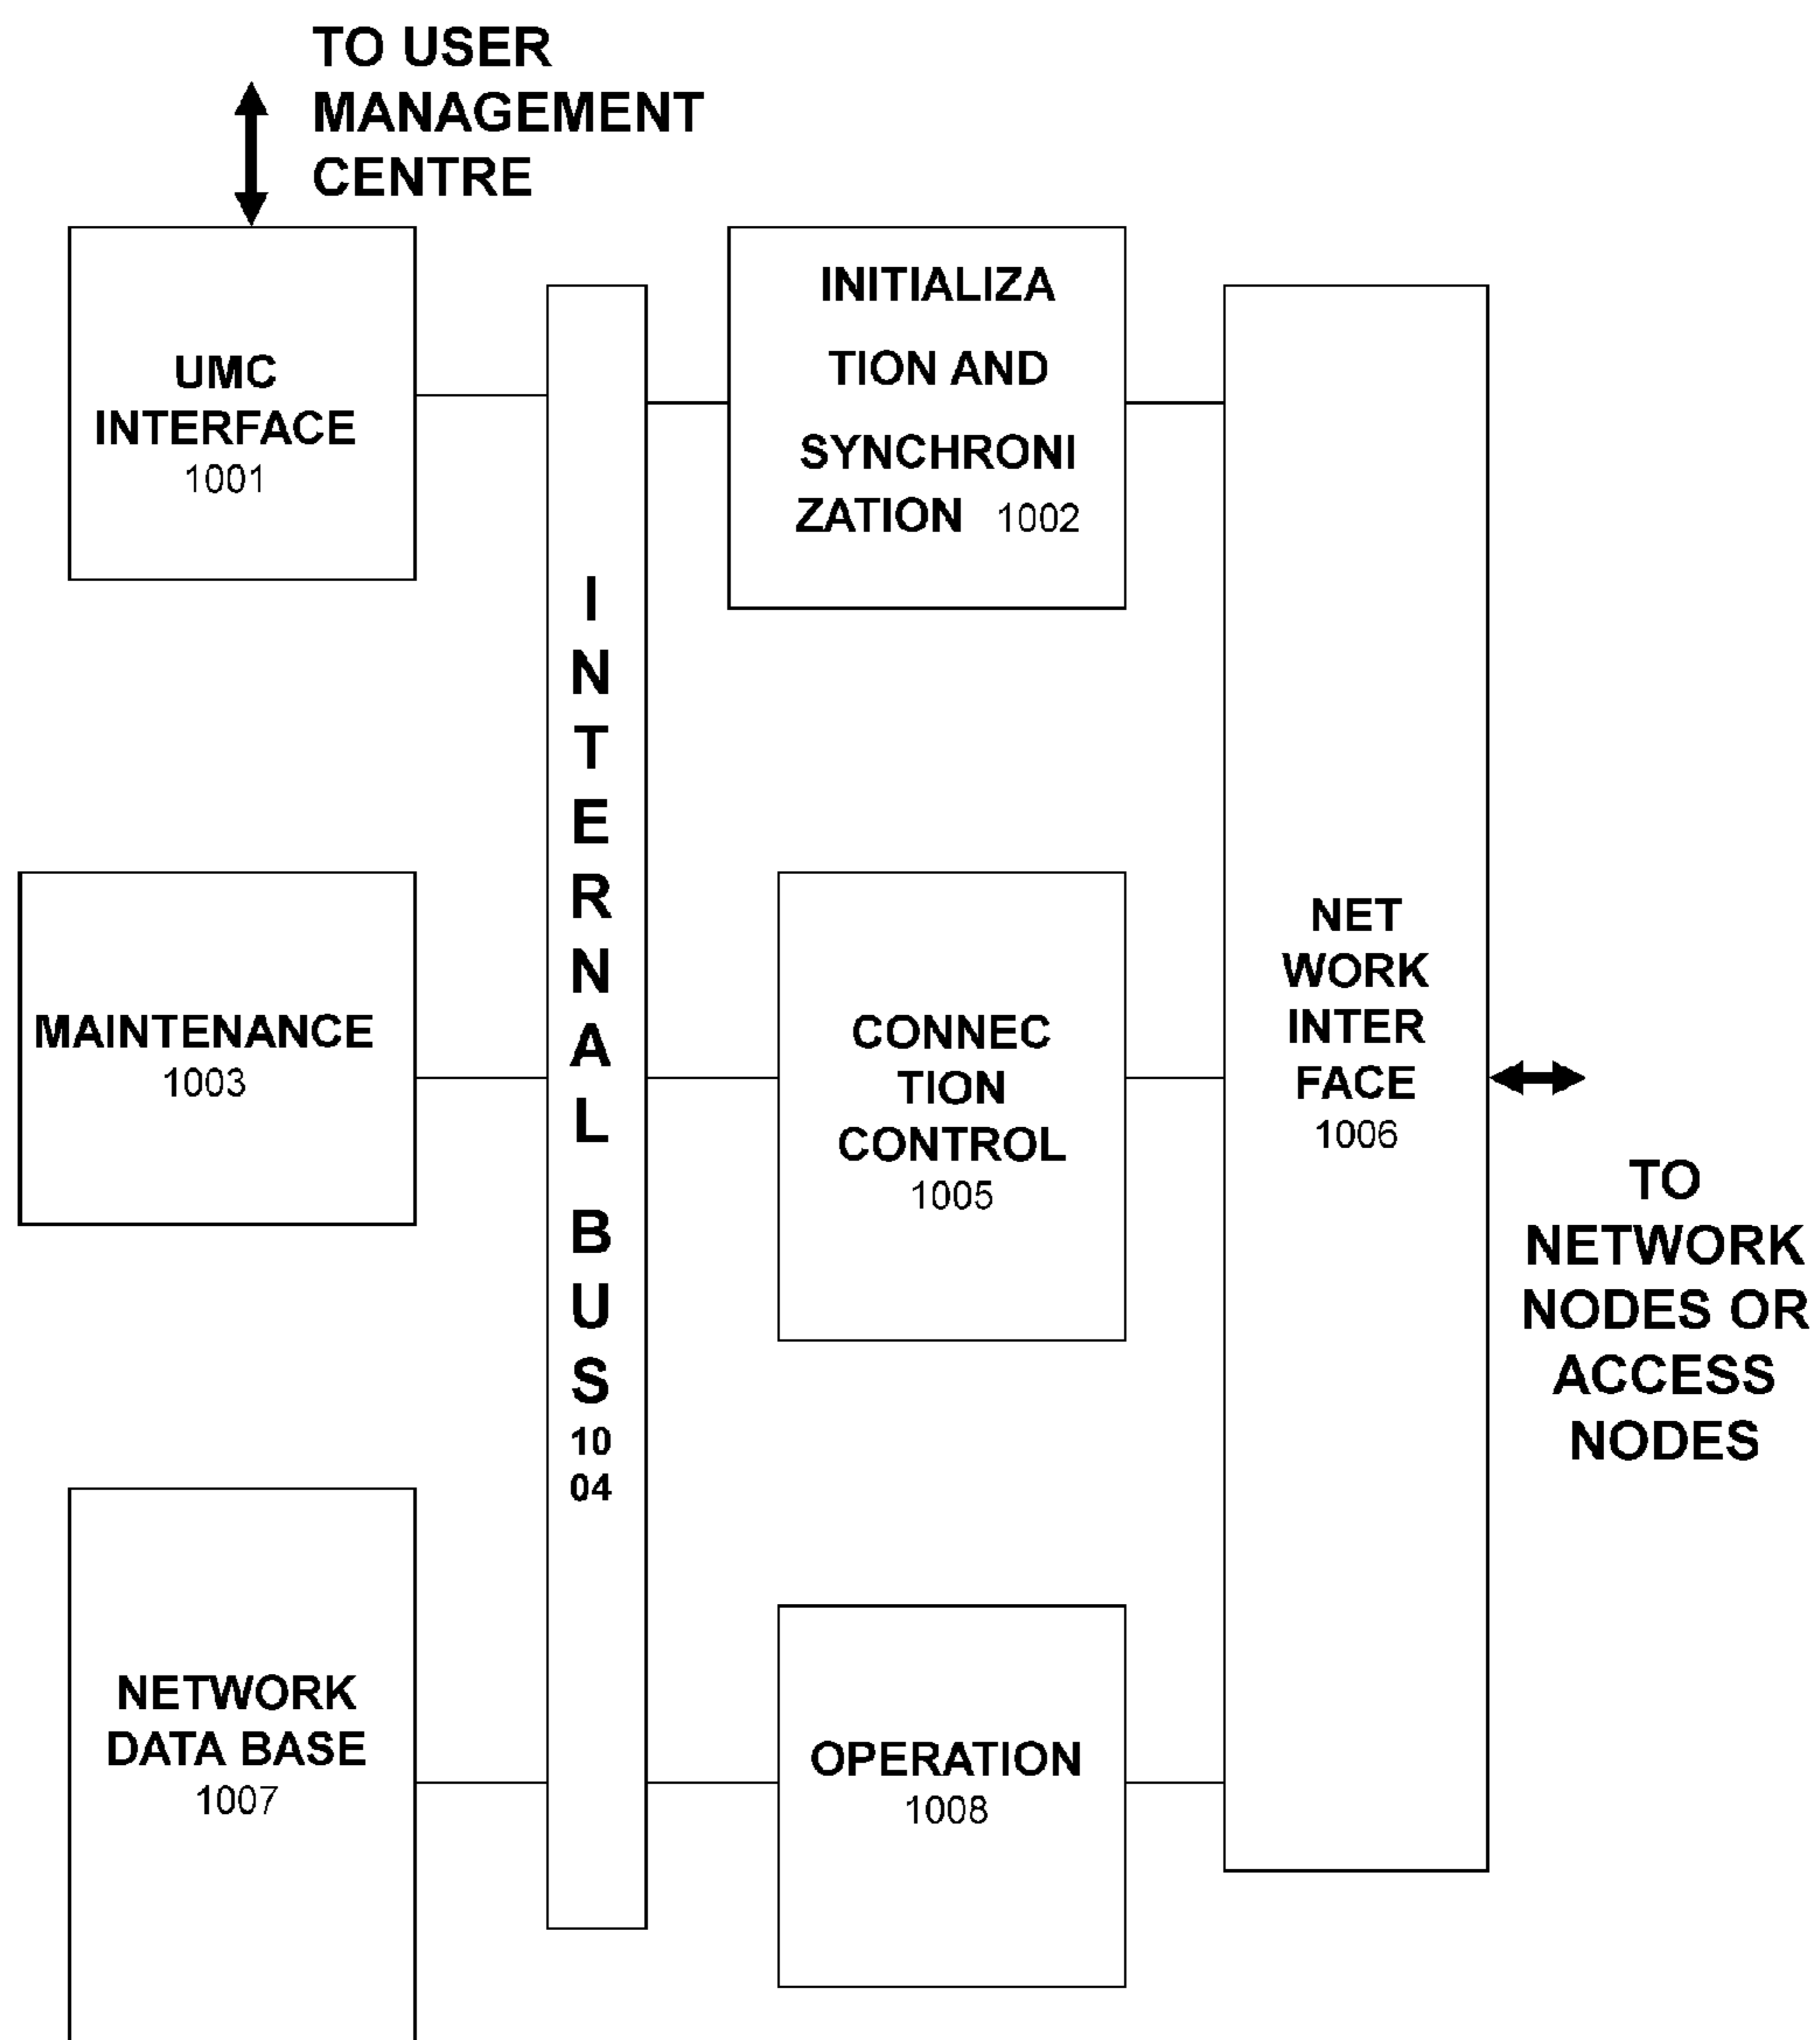 TO USER
MANAGEMENT
CENTRE
UMC
INTERFACE
1001
INITIALIZA
TION AND
SYNCHRONI
ZATION 1002
I
N
T
E
R
N
A
L
B
U
S
10
04
MAINTENANCE
1003
CONNEC
TION
CONTROL
1005
NET
WORK
INTER
FACE
1006
TO
NETWORK
NODES OR
ACCESS
NODES
NETWORK
DATA BASE
1007
OPERATION
1008